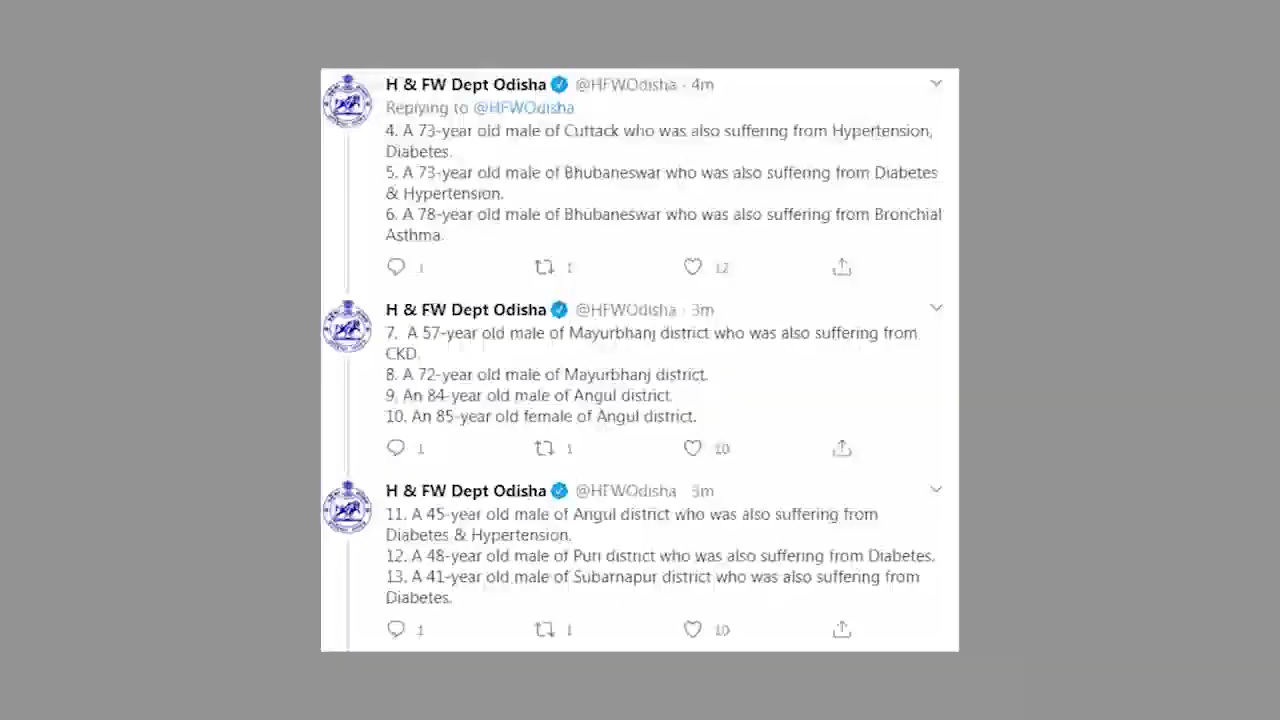 H & FW Dept Odisha @HFWOdisha · 4m
Replying to @HFWOdisha
4. A 73-year old male of Cuttack who was also suffering from Hypertension,
Diabetes.
5. A 73-year old male of Bhubaneswar who was also suffering from Diabetes
& Hypertension.
6. A 78-year old male of Bhubaneswar who was also suffering from Bronchial
Asthma.
1 1 12
H & FW Dept Odisha @HFWOdisha · 3m
7. A 57-year old male of Mayurbhanj district who was also suffering from
CKD.
8. A 72-year old male of Mayurbhanj district.
9. An 84-year old male of Angul district.
10. An 85-year old female of Angul district.
1 1 10
H & FW Dept Odisha @HFWOdisha · 3m
11. A 45-year old male of Angul district who was also suffering from
Diabetes & Hypertension.
12. A 48-year old male of Puri district who was also suffering from Diabetes.
13. A 41-year old male of Subarnapur district who was also suffering from
Diabetes.
1 1 10